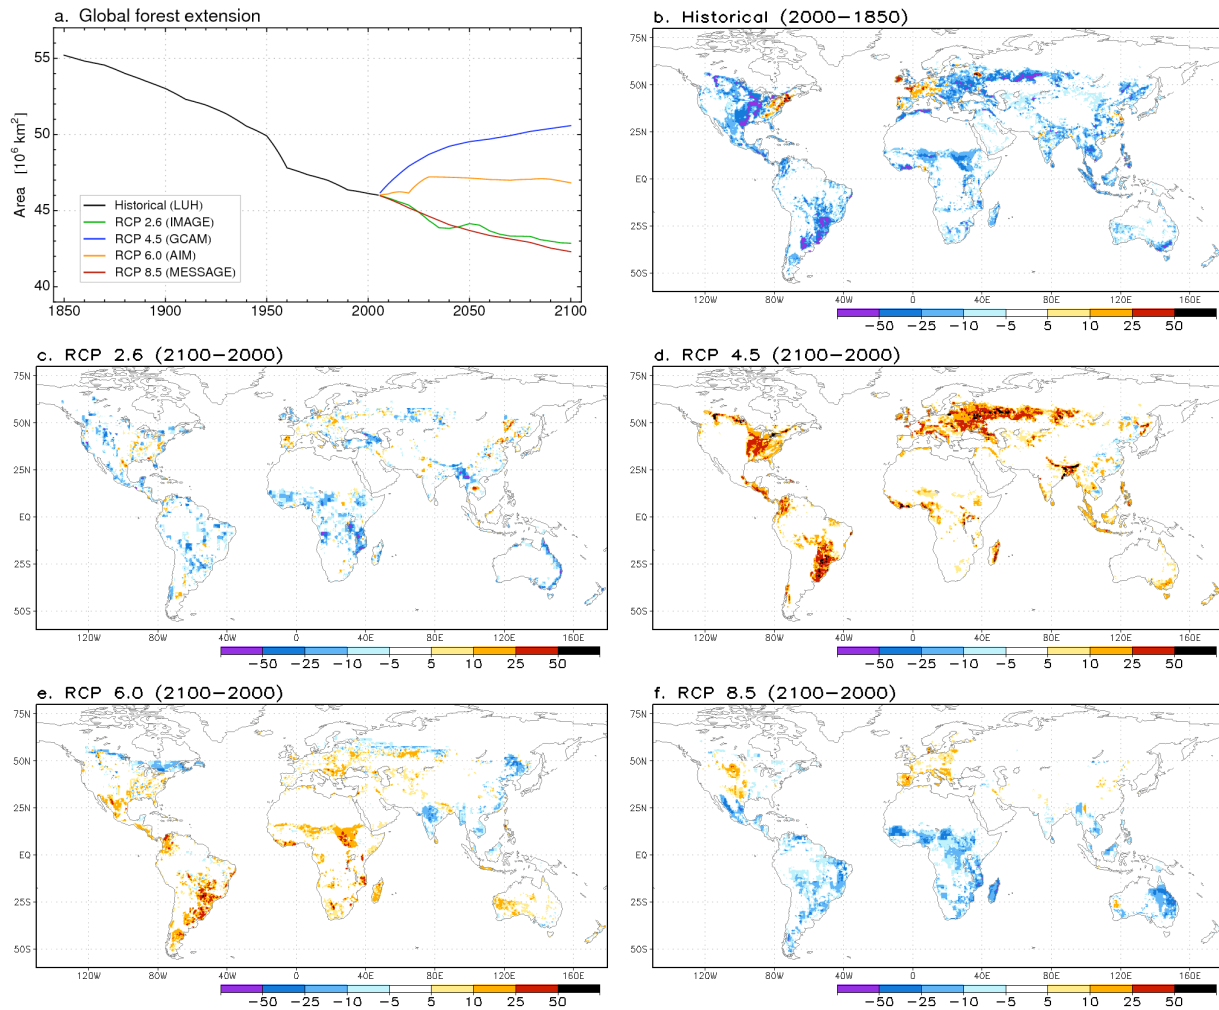 a. Global forest extension
55
50
45
40
Area [10⁶ km²]
Historical (LUH)
RCP 2.6 (IMAGE)
RCP 4.5 (GCAM)
RCP 6.0 (AIM)
RCP 8.5 (MESSAGE)
1850 1900 1950 2000 2050 2100
b. Historical (2000−1850)
75N
50N
25N
EQ
25S
50S
120W 80W 40W 0 40E 80E 120E 160E
−50 −25 −10 −5 5 10 25 50
c. RCP 2.6 (2100−2000)
75N
50N
25N
EQ
25S
50S
120W 80W 40W 0 40E 80E 120E 160E
−50 −25 −10 −5 5 10 25 50
d. RCP 4.5 (2100−2000)
75N
50N
25N
EQ
25S
50S
120W 80W 40W 0 40E 80E 120E 160E
−50 −25 −10 −5 5 10 25 50
e. RCP 6.0 (2100−2000)
75N
50N
25N
EQ
25S
50S
120W 80W 40W 0 40E 80E 120E 160E
−50 −25 −10 −5 5 10 25 50
f. RCP 8.5 (2100−2000)
75N
50N
25N
EQ
25S
50S
120W 80W 40W 0 40E 80E 120E 160E
−50 −25 −10 −5 5 10 25 50